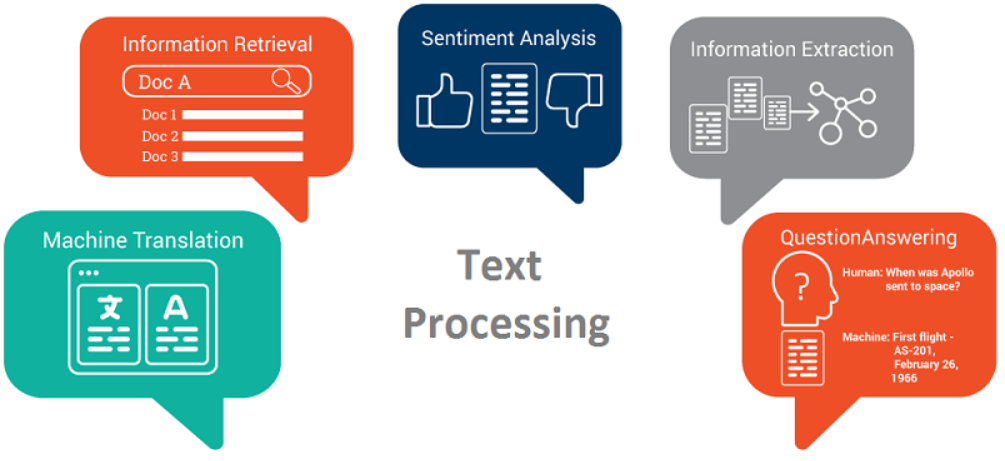 Information Retrieval
Doc A
Doc 1
Doc 2
Doc 3
Sentiment Analysis
Information Extraction
Machine Translation
文 A
Text
Processing
QuestionAnswering
?
Human: When was Apollo
sent to space?
Machine: First flight -
AS-201,
February 26,
1966